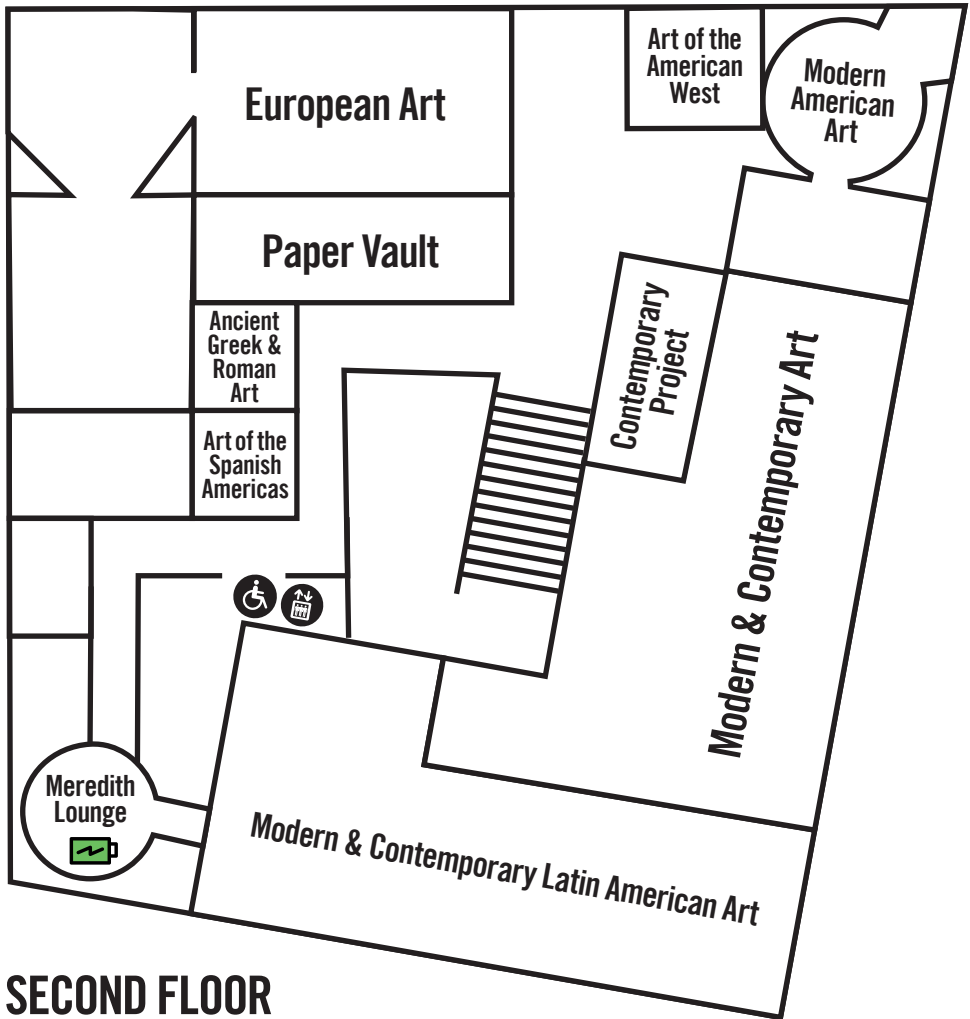 European Art
Art of the
American
West
Modern
American
Art
Paper Vault
Ancient
Greek &
Roman
Art
Contemporary
Project
Modern & Contemporary Art
Art of the
Spanish
Americas
Meredith
Lounge
Modern & Contemporary Latin American Art
SECOND FLOOR